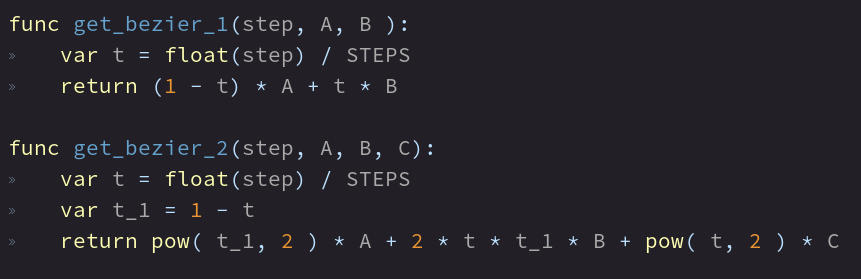 func get_bezier_1(step, A, B ):
»   var t = float(step) / STEPS
»   return (1 - t) * A + t * B

func get_bezier_2(step, A, B, C):
»   var t = float(step) / STEPS
»   var t_1 = 1 - t
»   return pow( t_1, 2 ) * A + 2 * t * t_1 * B + pow( t, 2 ) * C